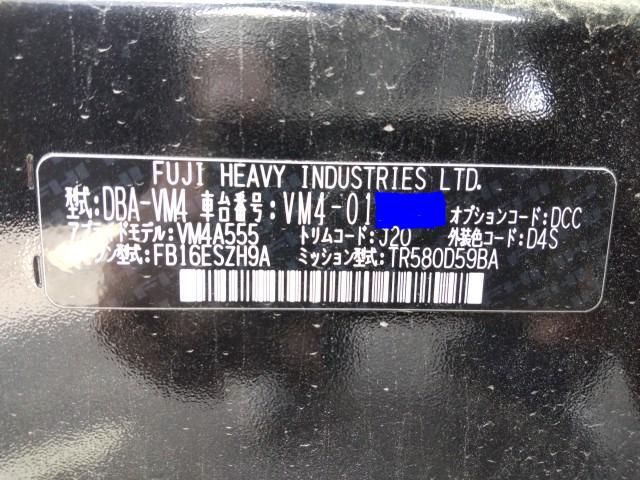 FUJI HEAVY INDUSTRIES LTD.
型式:DBA-VM4 車台番号:VM4-01 オプションコード:DCC
アプライドモデル:VM4A555 トリムコード:J20 外装色コード:D4S
エンジン型式:FB16ESZH9A ミッション型式:TR580D59BA